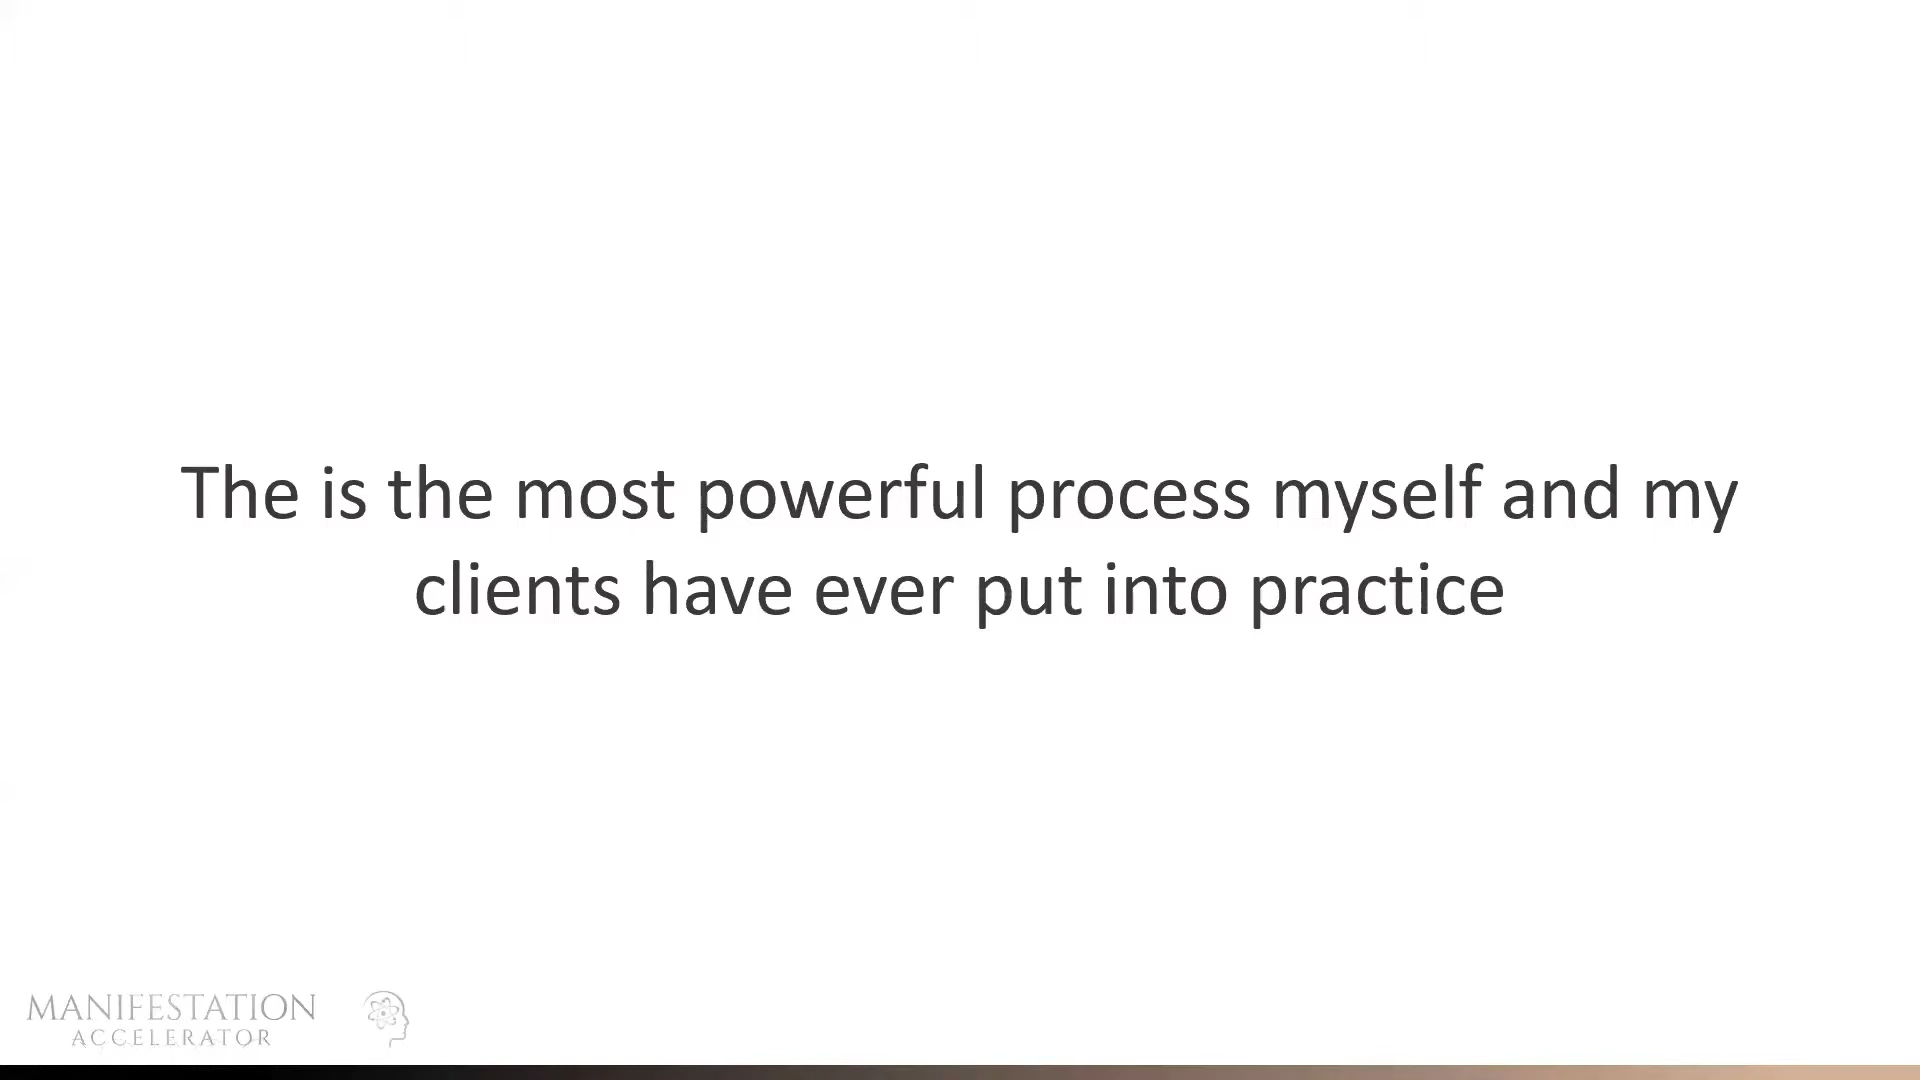 The is the most powerful process myself and my
clients have ever put into practice
MANIFESTATION
ACCELERATOR